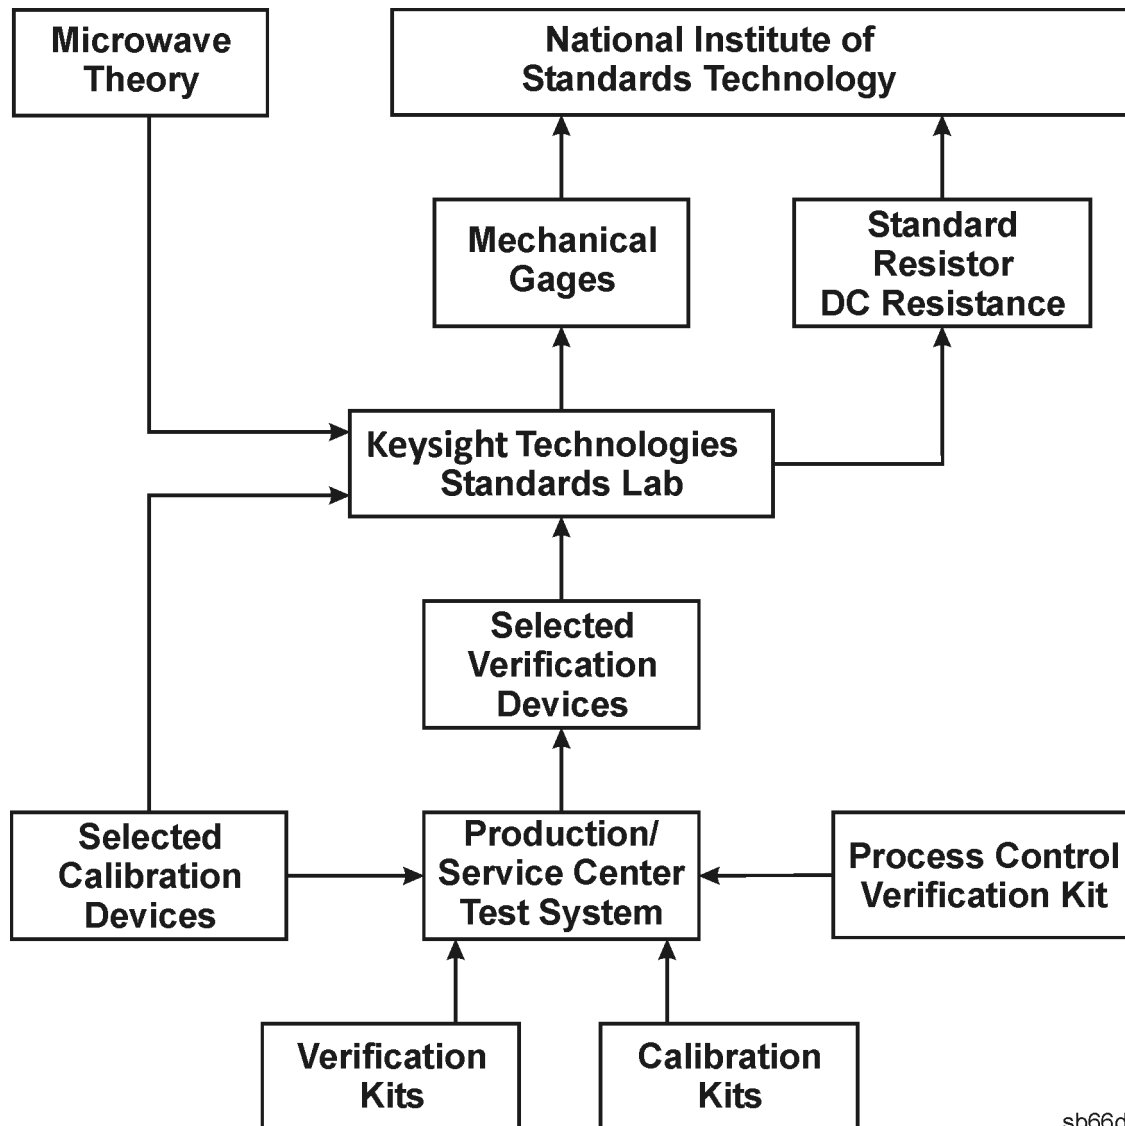 Microwave
Theory
National Institute of
Standards Technology
Mechanical
Gages
Standard
Resistor
DC Resistance
Keysight Technologies
Standards Lab
Selected
Verification
Devices
Selected
Calibration
Devices
Production/
Service Center
Test System
Process Control
Verification Kit
Verification
Kits
Calibration
Kits
sb66d